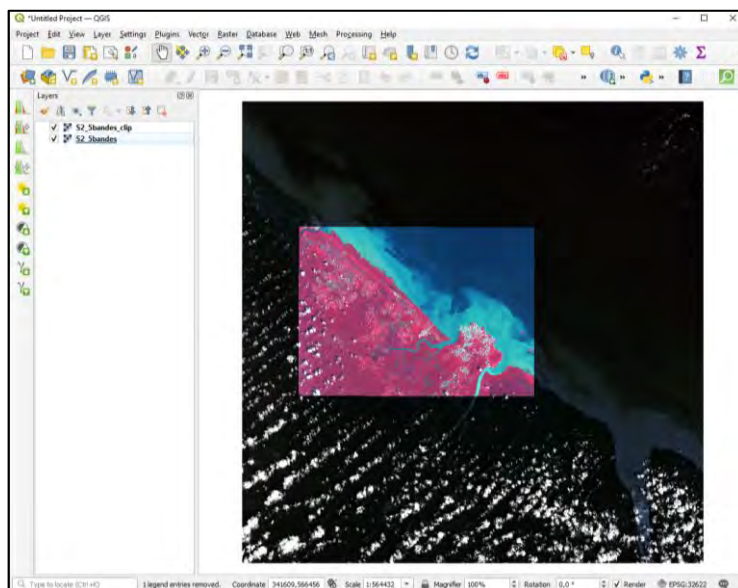 *Untitled Project — QGIS
Project Edit View Layer Settings Plugins Vector Raster Database Web Mesh Processing Help
Layers
S2_5bandes_clip
S2_5bandes
Type to locate (Ctrl+K) 1 legend entries removed. Coordinate 341609,566456 Scale 1:564432 Magnifier 100% Rotation 0,0 ° Render EPSG:32622